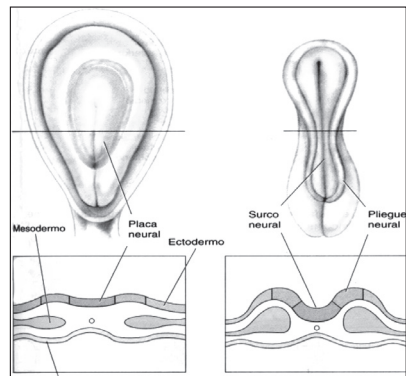 Placa
neural
Mesodermo
Ectodermo
Surco
neural
Pliegue
neural